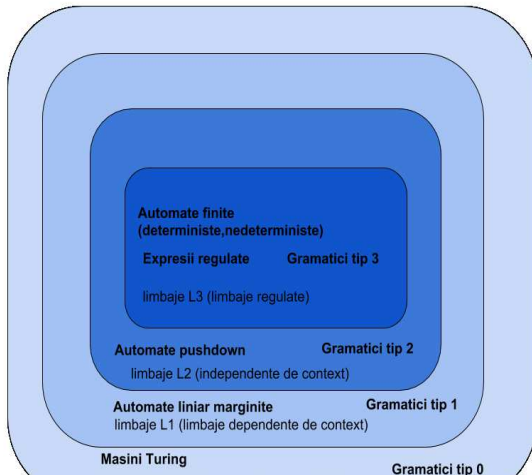 Automate finite
(deterministe,nedeterministe)
Expresii regulate Gramatici tip 3
limbaje L3 (limbaje regulate)
Automate pushdown Gramatici tip 2
limbaje L2 (independente de context)
Automate liniar marginite Gramatici tip 1
limbaje L1 (limbaje dependente de context)
Masini Turing Gramatici tip 0